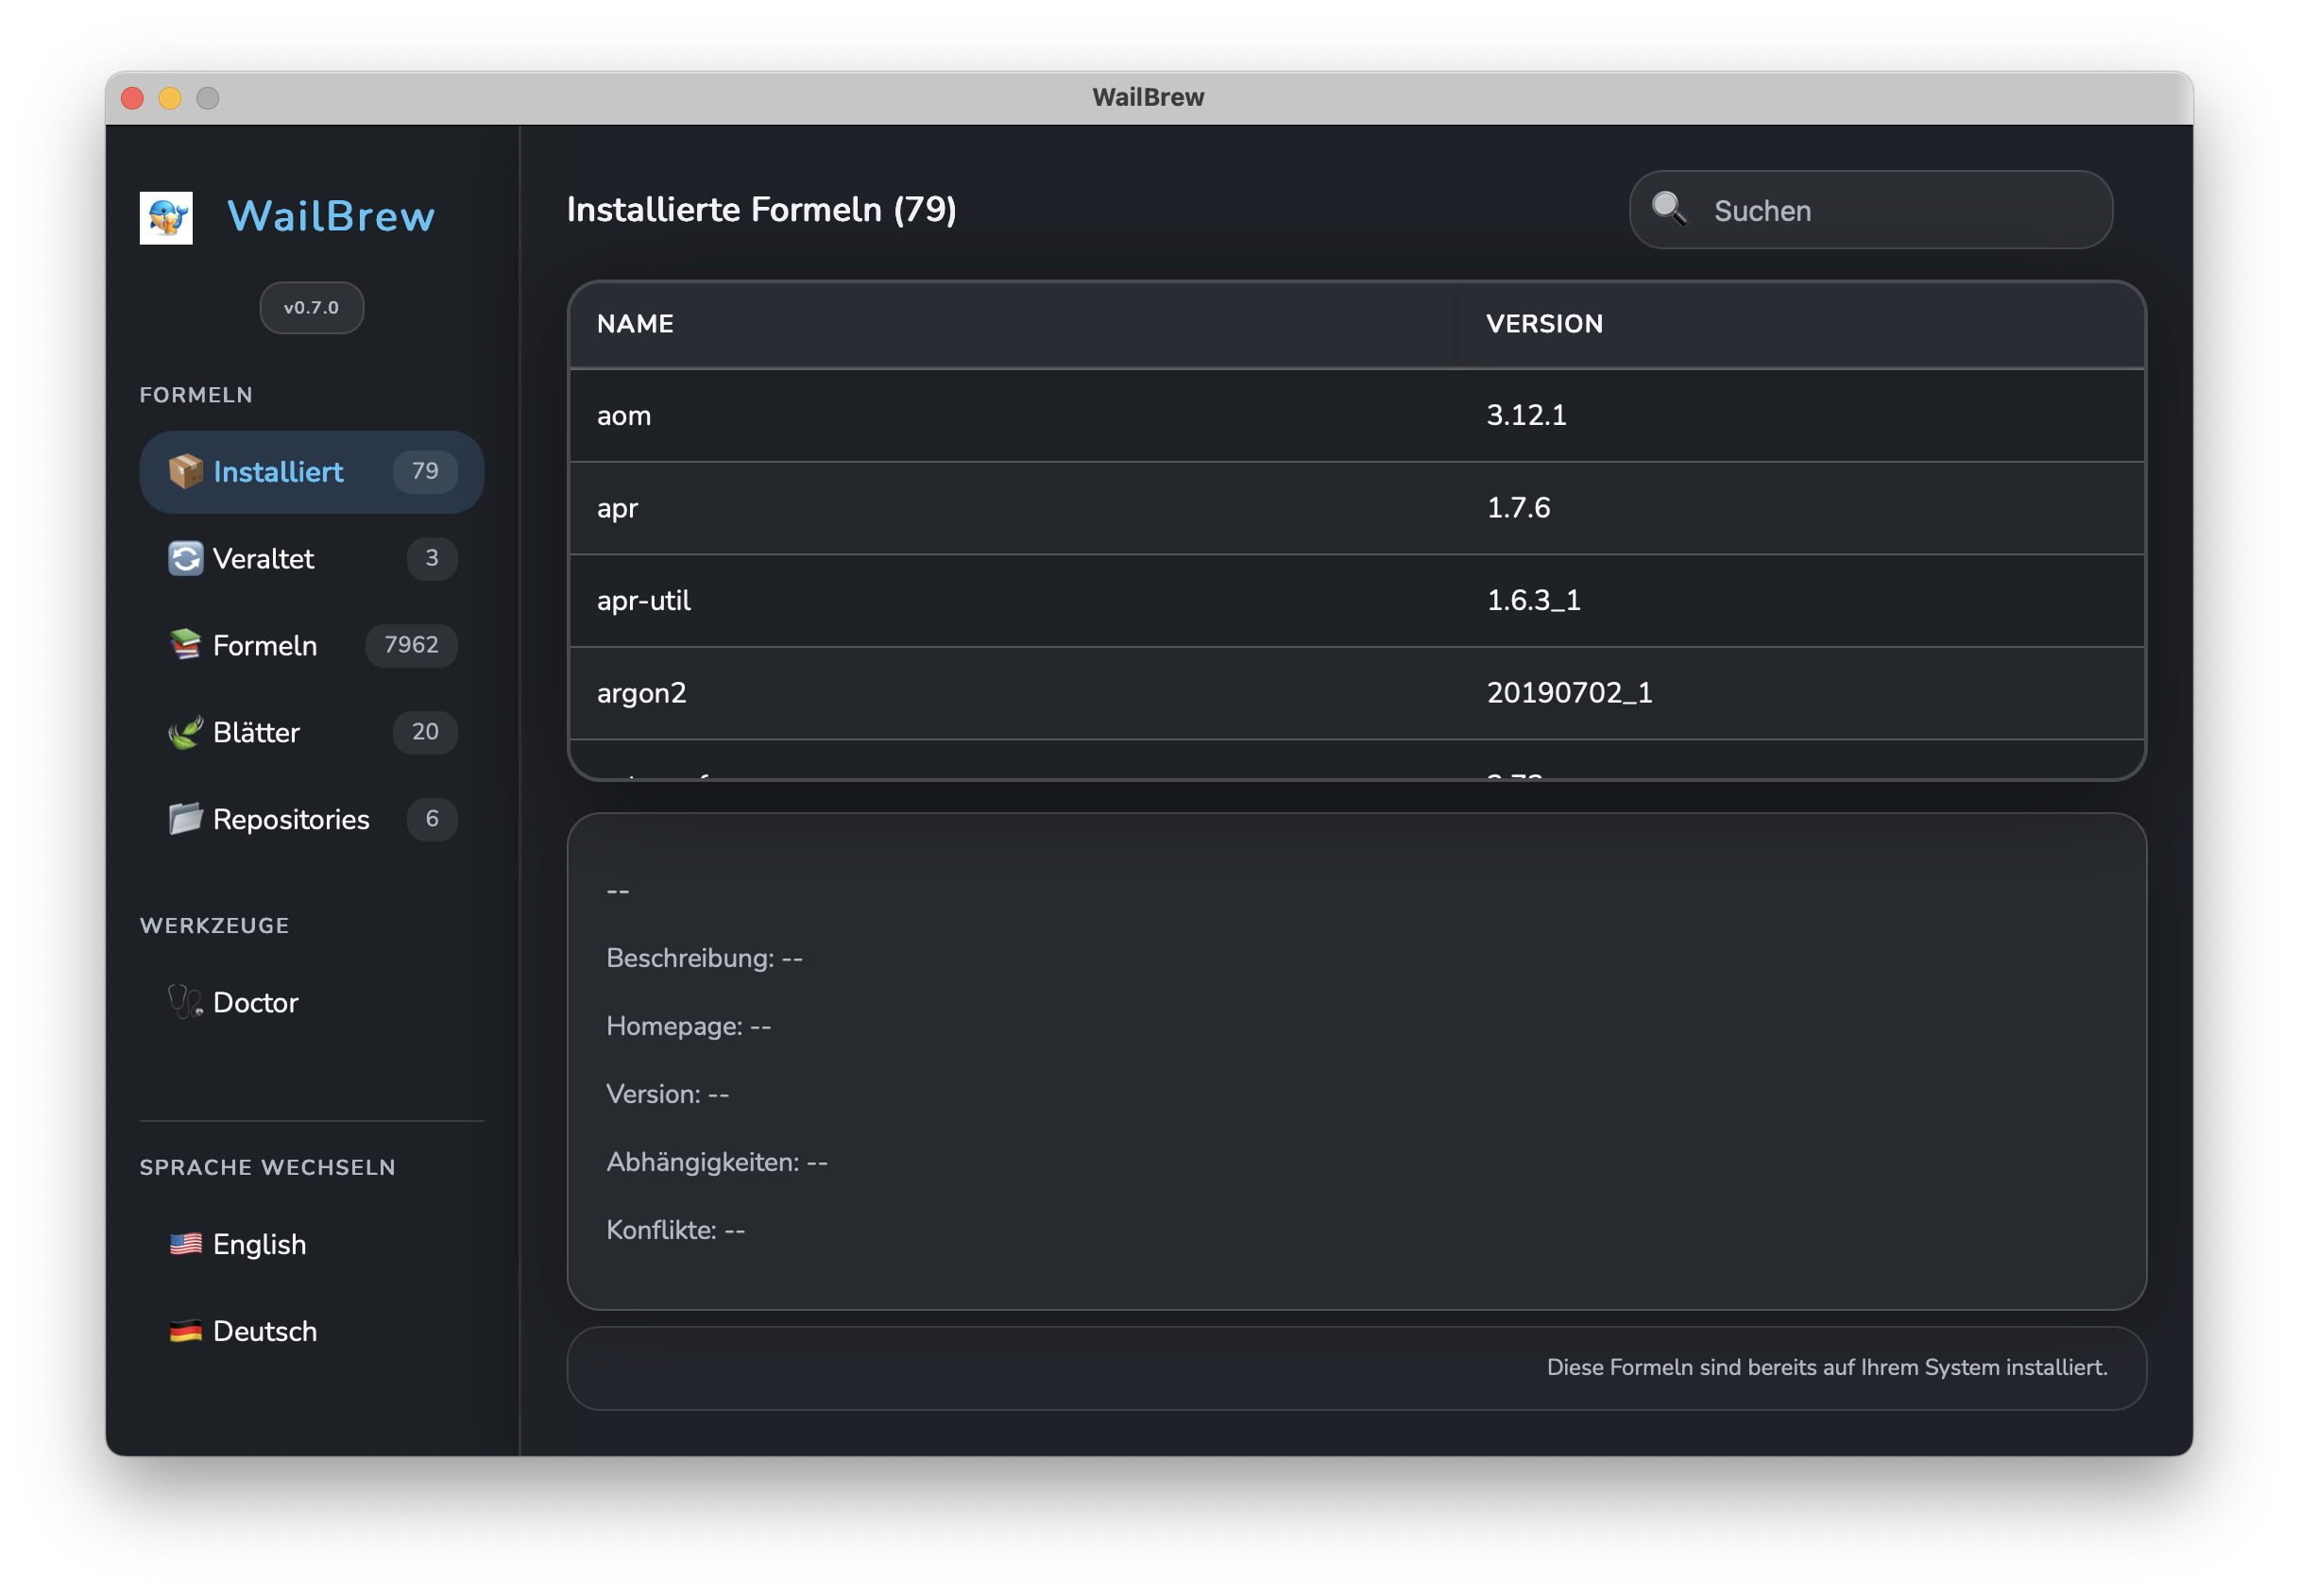 WailBrew
WailBrew
v0.7.0
FORMELN
Installiert 79
Veraltet 3
Formeln 7962
Blätter 20
Repositories 6
WERKZEUGE
Doctor
SPRACHE WECHSELN
English
Deutsch
Installierte Formeln (79)
Suchen
NAME VERSION
aom 3.12.1
apr 1.7.6
apr-util 1.6.3_1
argon2 20190702_1
--
Beschreibung: --
Homepage: --
Version: --
Abhängigkeiten: --
Konflikte: --
Diese Formeln sind bereits auf Ihrem System installiert.